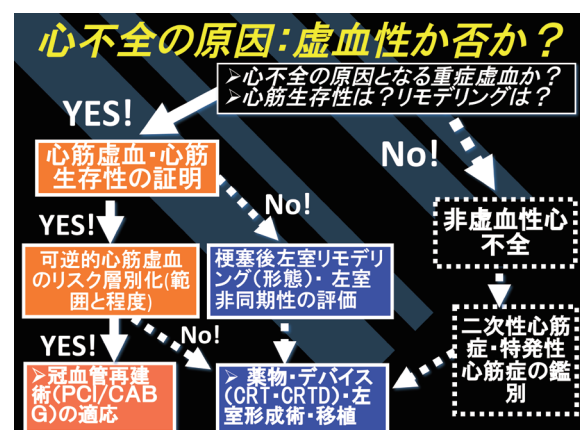 心不全の原因：虚血性か否か？
➢心不全の原因となる重症虚血か？
➢心筋生存性は？リモデリングは？
YES!
No!
心筋虚血・心筋
生存性の証明
No!
YES!
非虚血性心
不全
可逆的心筋虚血
のリスク層別化(範
囲と程度)
梗塞後左室リモデリ
ング(形態)・左室
非同期性の評価
二次性心筋
症・特発性
心筋症の鑑
別
YES!
No!
➢冠血管再建
術(PCI/CAB
G)の適応
➢ 薬物・デバイス
(CRT・CRTD)・左
室形成術・移植